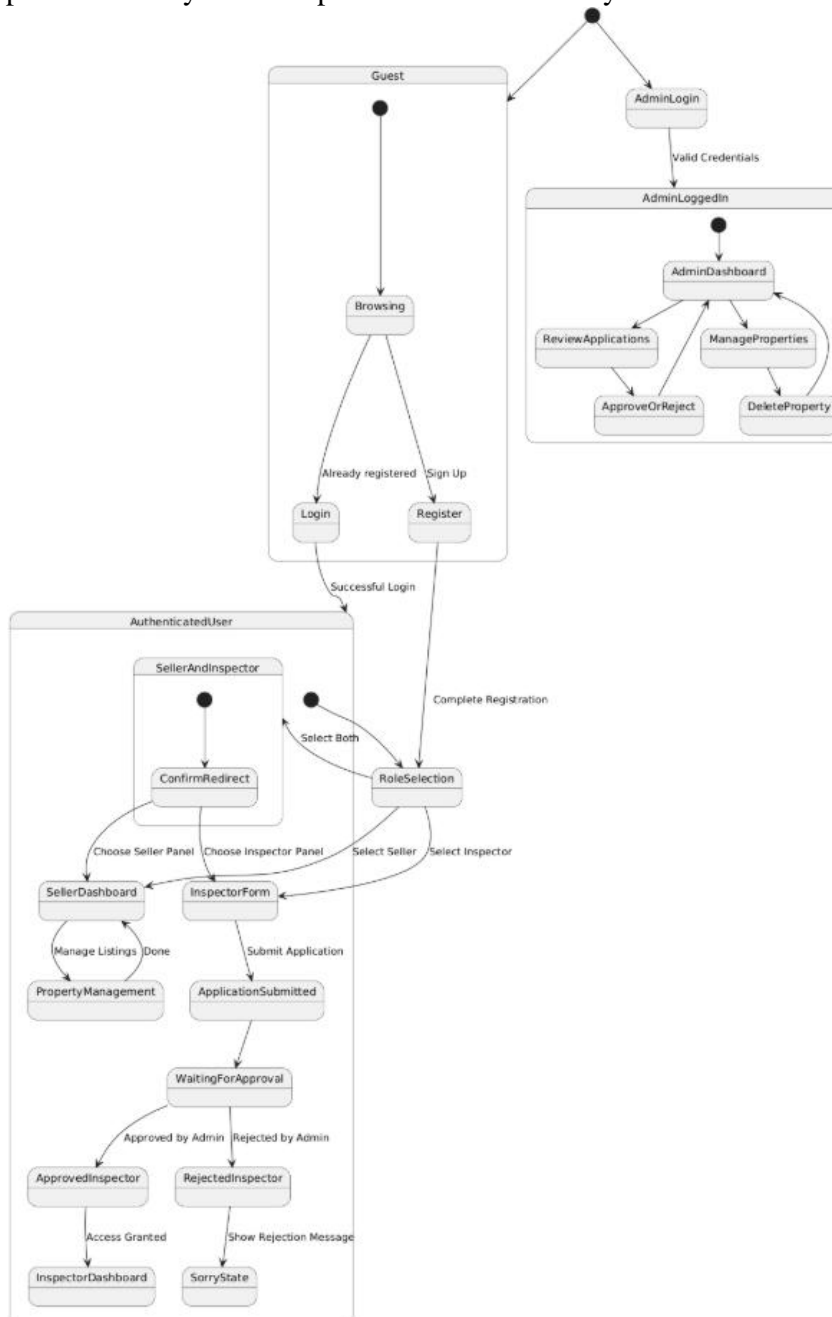 Guest
AdminLogin
Valid Credentials
AdminLoggedIn
AdminDashboard
Browsing
ReviewApplications
ManageProperties
ApproveOrReject
DeleteProperty
Already registered
Sign Up
Login
Register
Successful Login
AuthenticatedUser
SellerAndInspector
Complete Registration
Select Both
ConfirmRedirect
RoleSelection
Choose Seller Panel
Choose Inspector Panel
Select Seller
Select Inspector
SellerDashboard
InspectorForm
Manage Listings
Done
Submit Application
PropertyManagement
ApplicationSubmitted
WaitingForApproval
Approved by Admin
Rejected by Admin
ApprovedInspector
RejectedInspector
Access Granted
Show Rejection Message
InspectorDashboard
SorryState